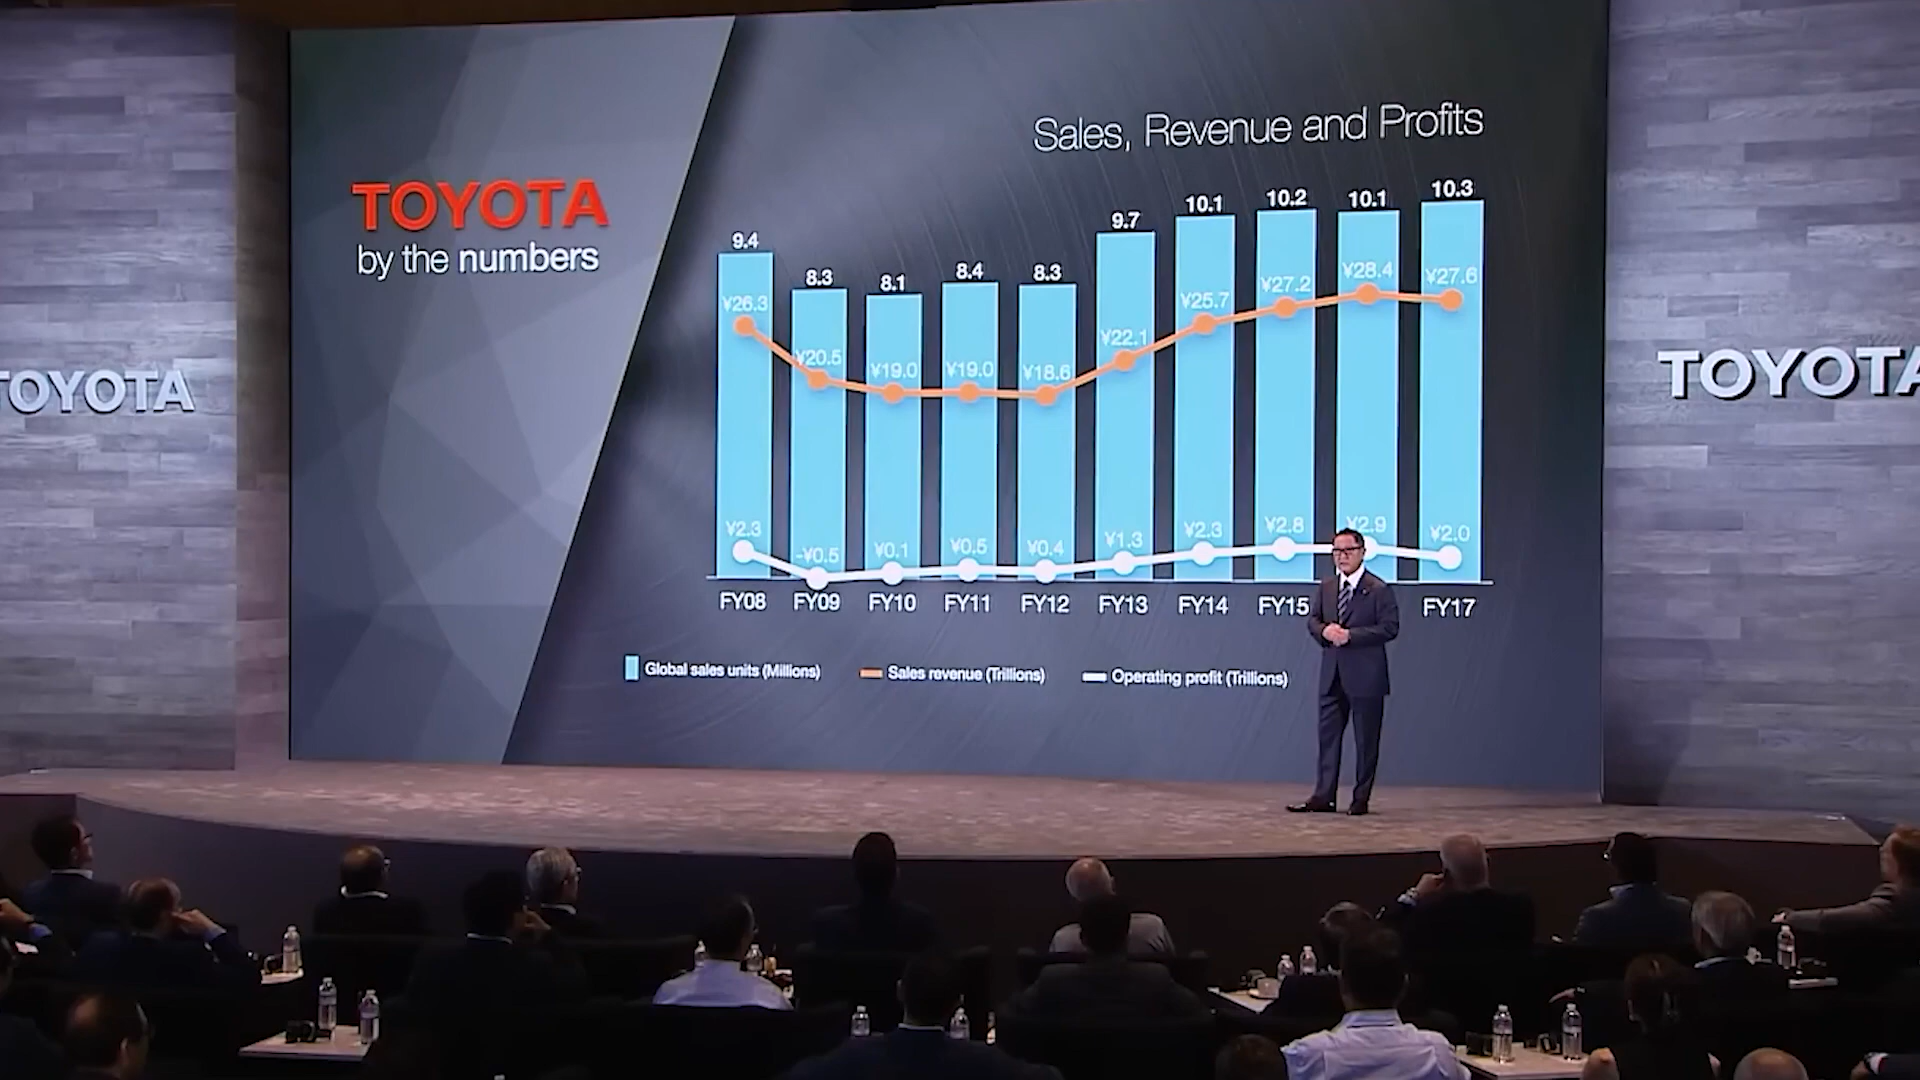 Sales, Revenue and Profits
TOYOTA
by the numbers
9.4 8.3 8.1 8.4 8.3 9.7 10.1 10.2 10.1 10.3
¥26.3 ¥20.5 ¥19.0 ¥19.0 ¥18.6 ¥22.1 ¥25.7 ¥27.2 ¥28.4 ¥27.6
¥2.3 -¥0.5 ¥0.1 ¥0.5 ¥0.4 ¥1.3 ¥2.3 ¥2.8 ¥2.9 ¥2.0
FY08 FY09 FY10 FY11 FY12 FY13 FY14 FY15 FY17
Global sales units (Millions) Sales revenue (Trillions) Operating profit (Trillions)
TOYOTA
TOYOTA